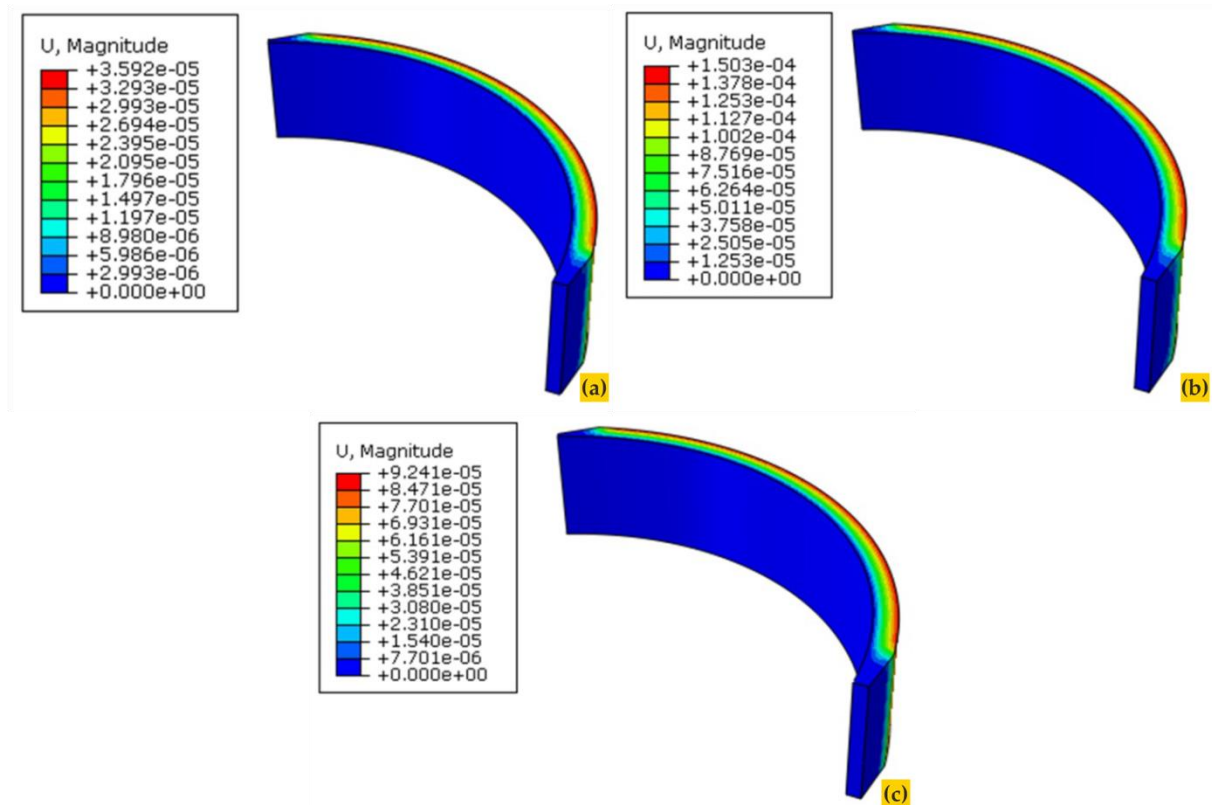 U, Magnitude
+3.592e-05
+3.293e-05
+2.993e-05
+2.694e-05
+2.395e-05
+2.095e-05
+1.796e-05
+1.497e-05
+1.197e-05
+8.980e-06
+5.986e-06
+2.993e-06
+0.000e+00
(a)
U, Magnitude
+1.503e-04
+1.378e-04
+1.253e-04
+1.127e-04
+1.002e-04
+8.769e-05
+7.516e-05
+6.264e-05
+5.011e-05
+3.758e-05
+2.505e-05
+1.253e-05
+0.000e+00
(b)
U, Magnitude
+9.241e-05
+8.471e-05
+7.701e-05
+6.931e-05
+6.161e-05
+5.391e-05
+4.621e-05
+3.851e-05
+3.080e-05
+2.310e-05
+1.540e-05
+7.701e-06
+0.000e+00
(c)